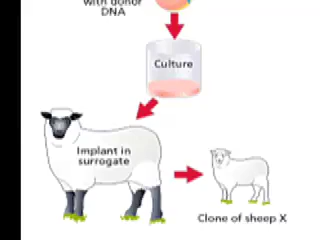 with donor
DNA
Culture
Implant in
surrogate
Clone of sheep X